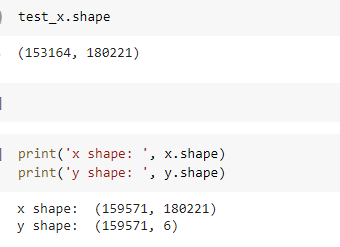 test_x.shape
(153164, 180221)
print('x shape: ', x.shape)
print('y shape: ', y.shape)
x shape:  (159571, 180221)
y shape:  (159571, 6)